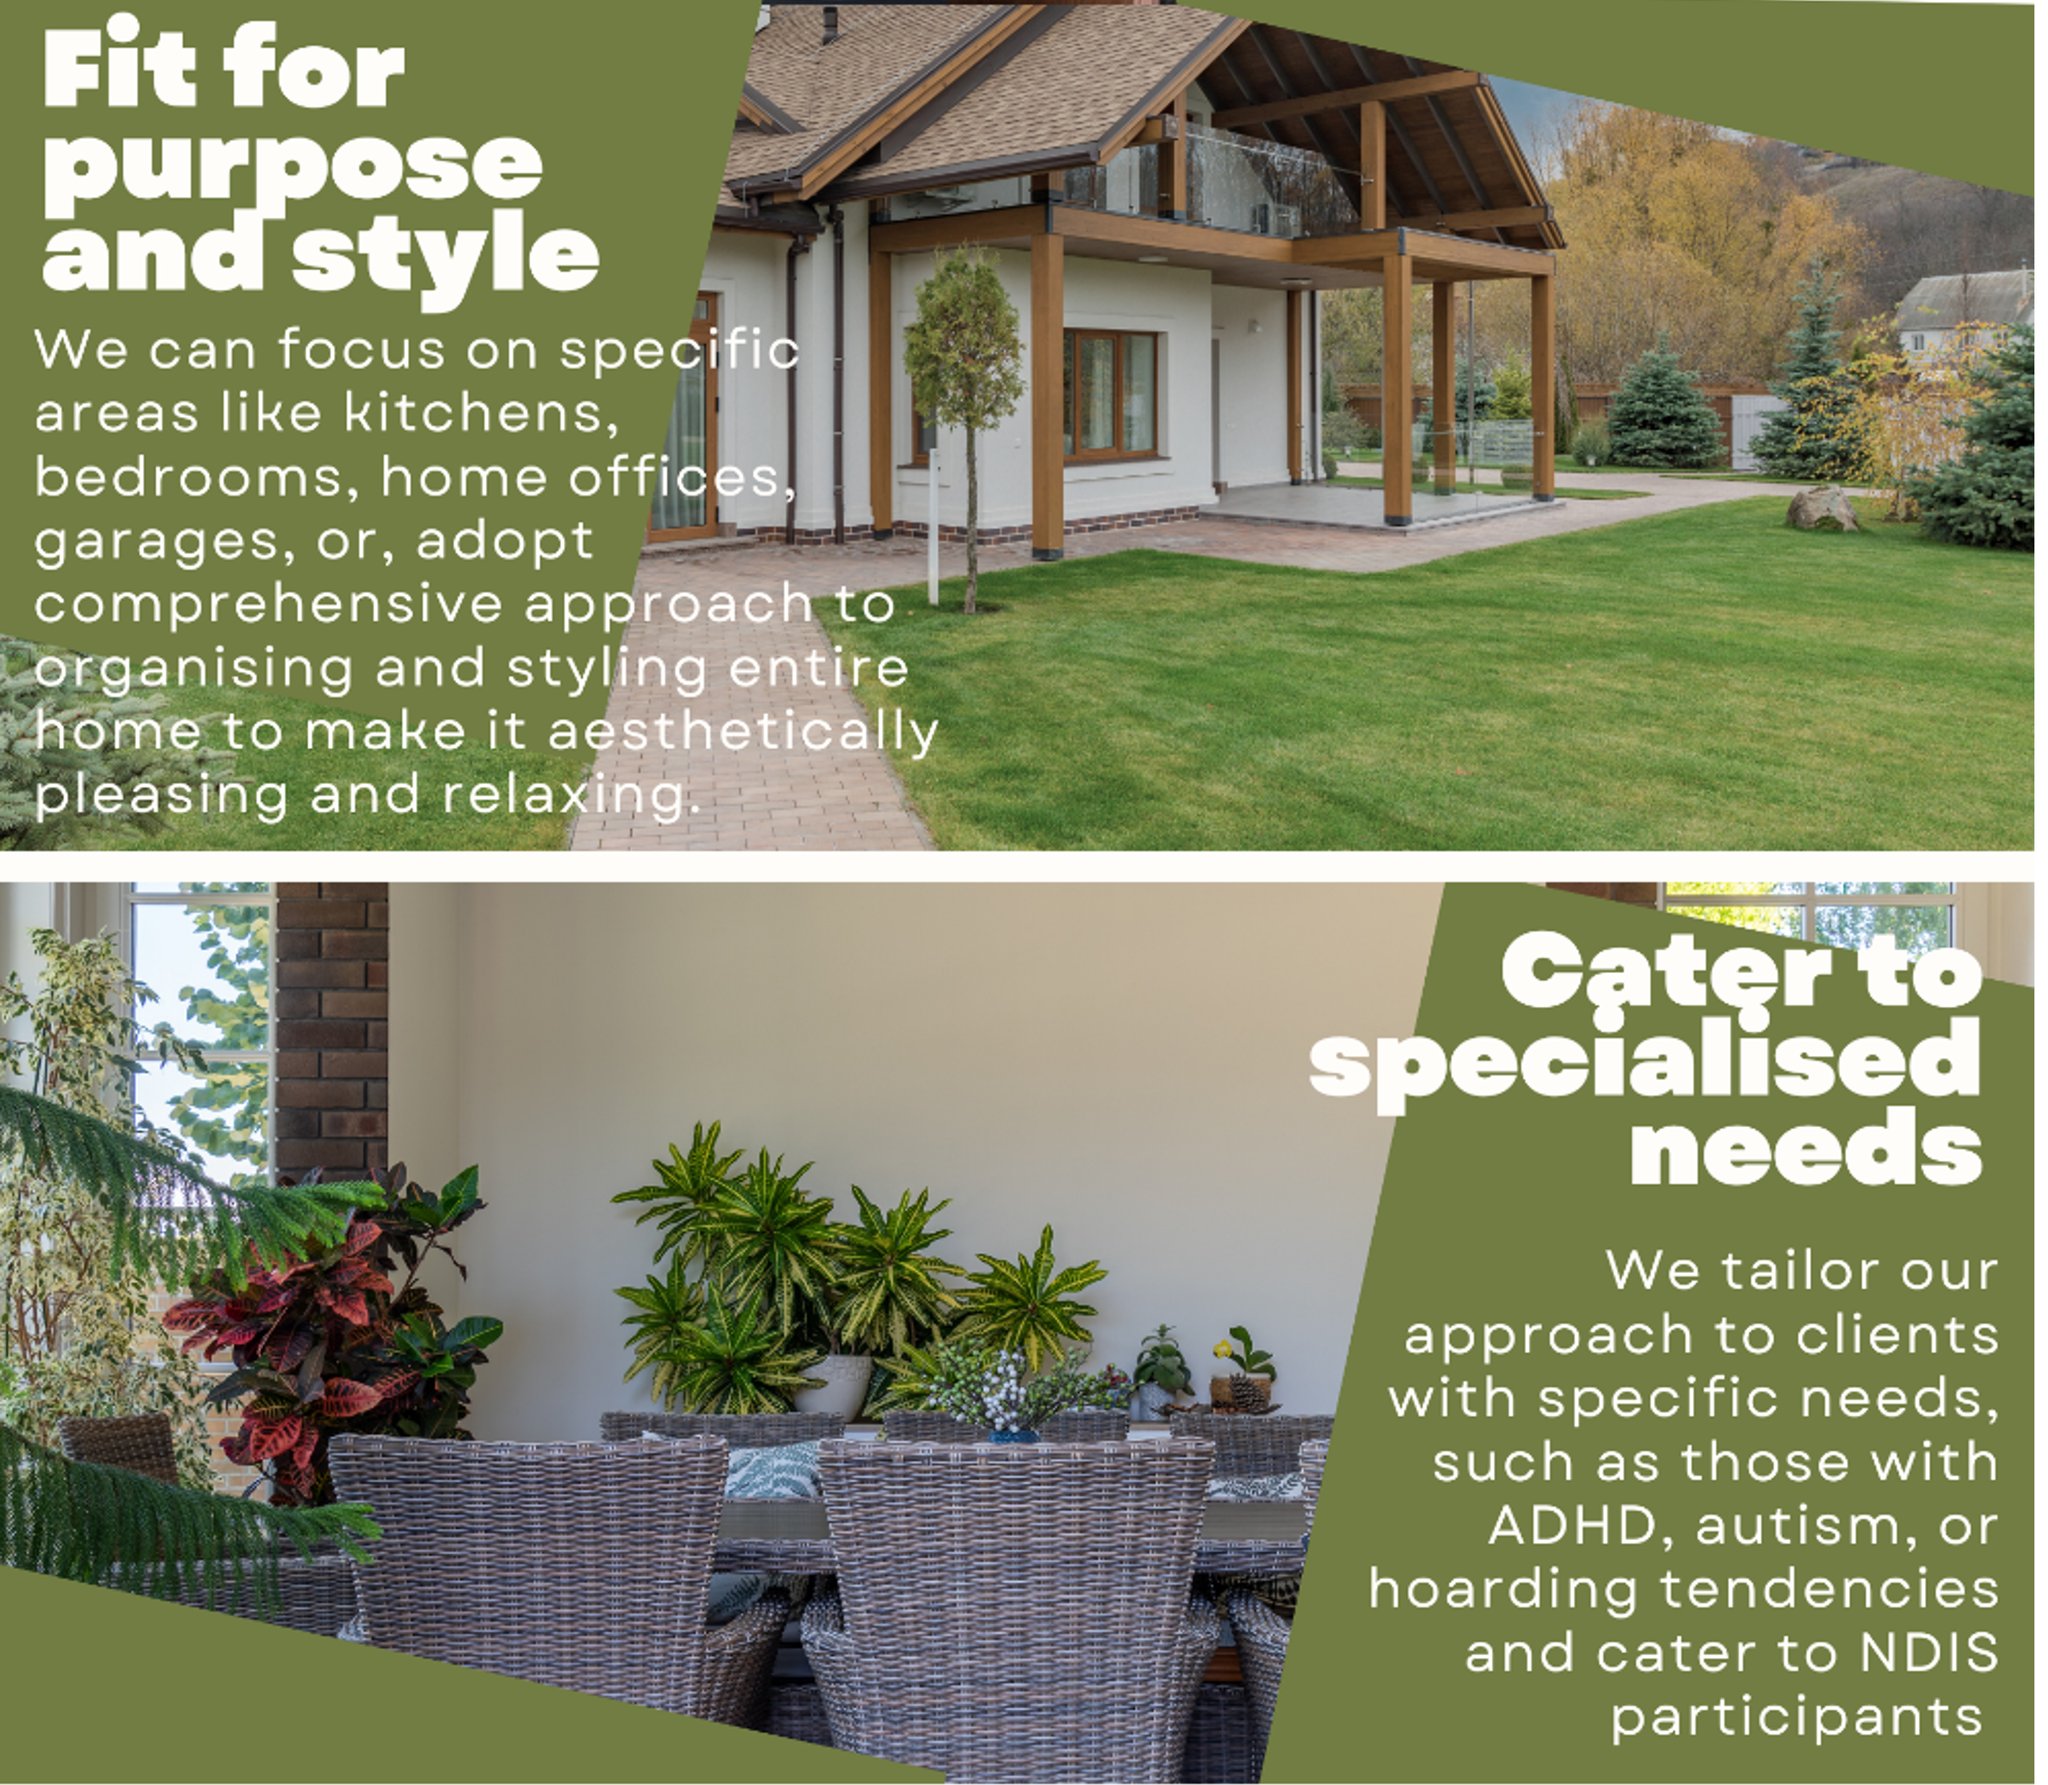 Fit for
purpose
and style
We can focus on specific
areas like kitchens,
bedrooms, home offices,
garages, or, adopt
comprehensive approach to
organising and styling entire
home to make it aesthetically
pleasing and relaxing.
Cater to
specialised
needs
We tailor our
approach to clients
with specific needs,
such as those with
ADHD, autism, or
hoarding tendencies
and cater to NDIS
participants